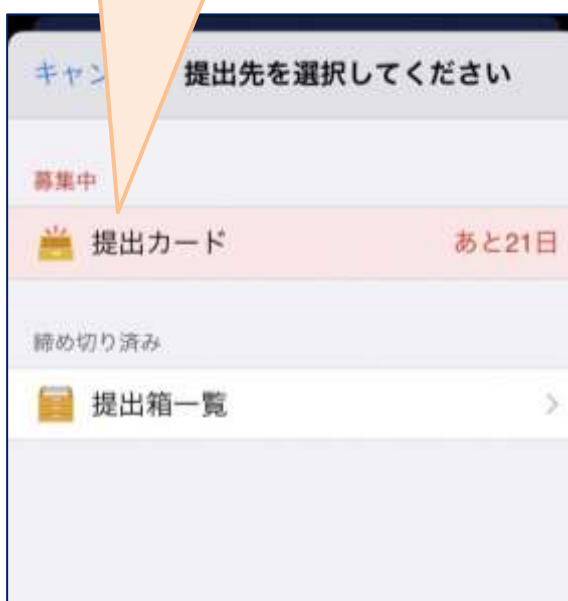 キャン
提出先を選択してください
募集中
提出カード
あと21日
締め切り済み
提出箱一覧